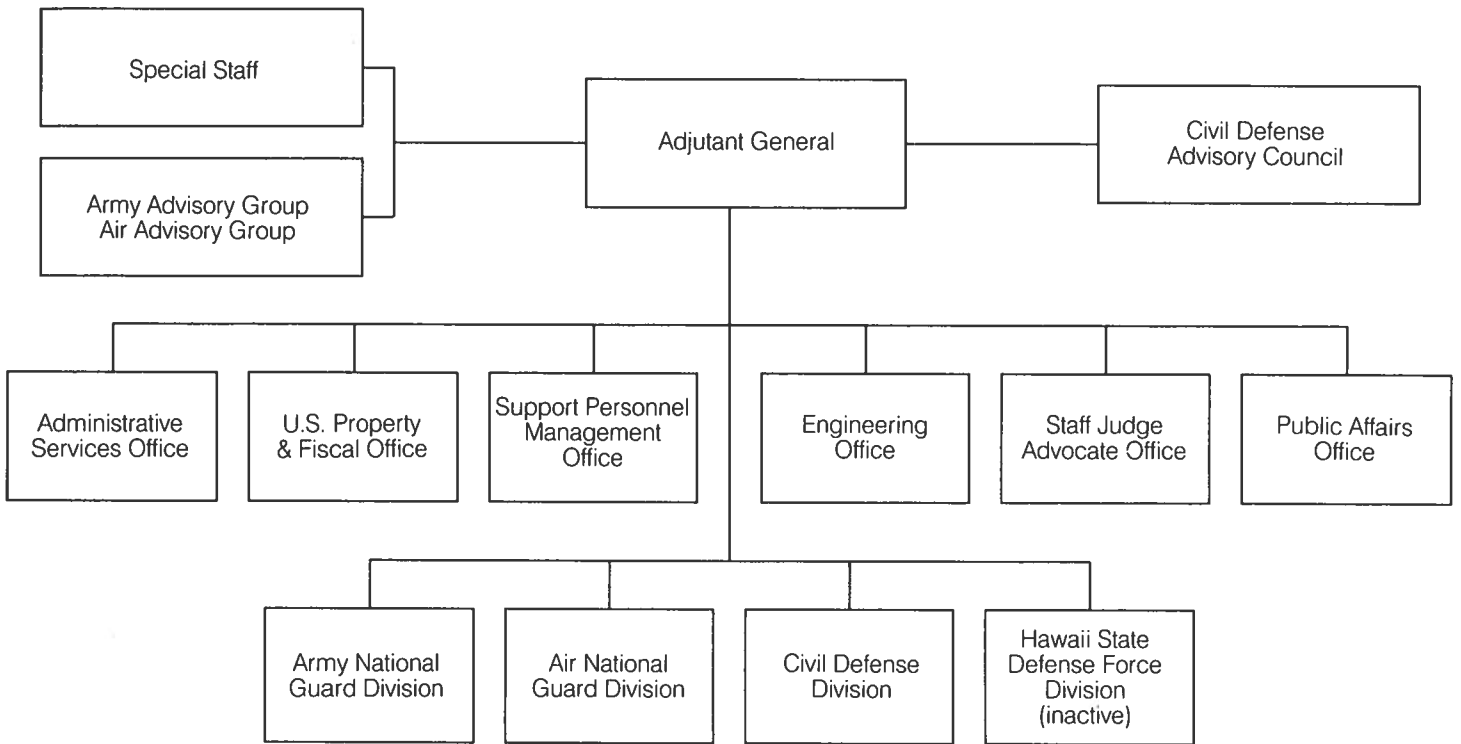 Special Staff
Adjutant General
Civil Defense
Advisory Council
Army Advisory Group
Air Advisory Group
Administrative
Services Office
U.S. Property
& Fiscal Office
Support Personnel
Management
Office
Engineering
Office
Staff Judge
Advocate Office
Public Affairs
Office
Army National
Guard Division
Air National
Guard Division
Civil Defense
Division
Hawaii State
Defense Force
Division
(inactive)